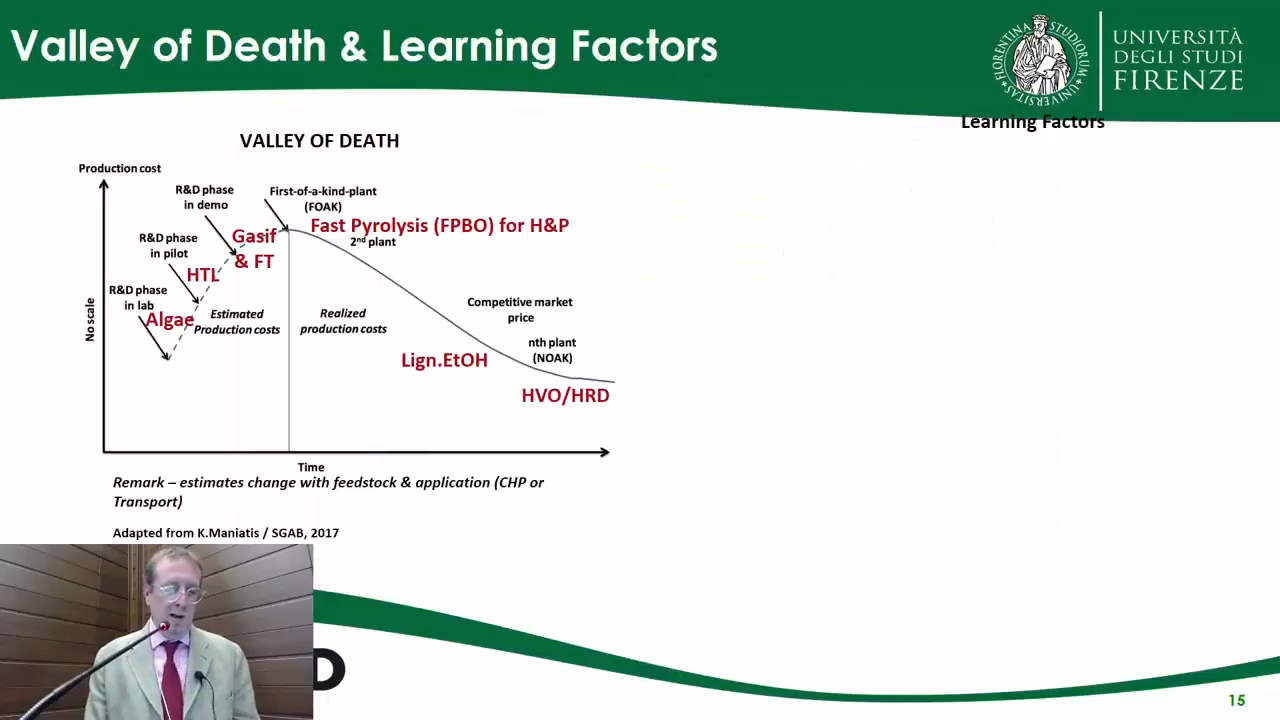 Valley of Death & Learning Factors
FLORENTINA STUDIORUM UNIVERSITAS
UNIVERSITÀ
DEGLI STUDI
FIRENZE
Learning Factors
VALLEY OF DEATH
Production cost
R&D phase
in demo
First-of-a-kind-plant
(FOAK)
Fast Pyrolysis (FPBO) for H&P
2nd plant
Gasif
& FT
R&D phase
in pilot
HTL
R&D phase
in lab
Algae
No scale
Estimated
Production costs
Realized
production costs
Competitive market
price
nth plant
(NOAK)
Lign.EtOH
HVO/HRD
Time
Remark – estimates change with feedstock & application (CHP or
Transport)
Adapted from K.Maniatis / SGAB, 2017
D
15